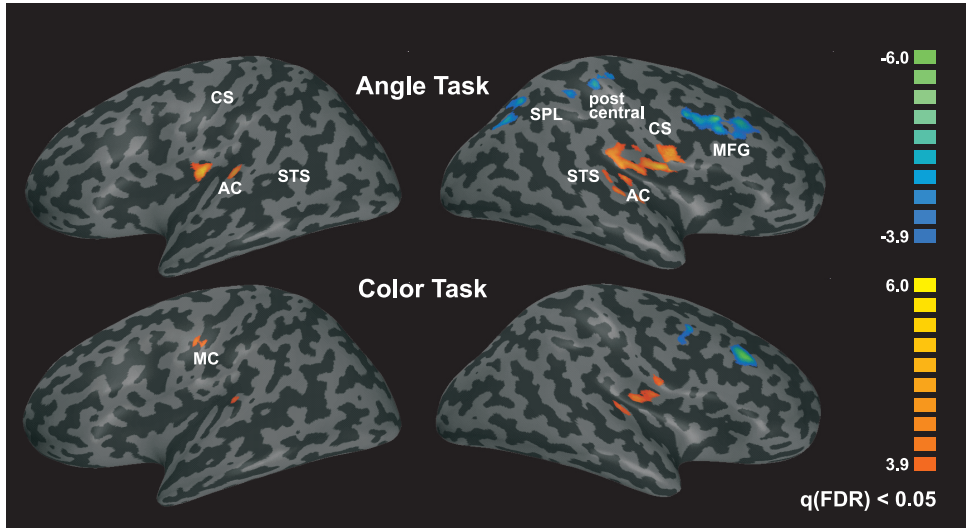 Angle Task
CS
AC
STS
SPL
post
central
CS
MFG
STS
AC
-6.0
-3.9
Color Task
MC
6.0
3.9
q(FDR) < 0.05